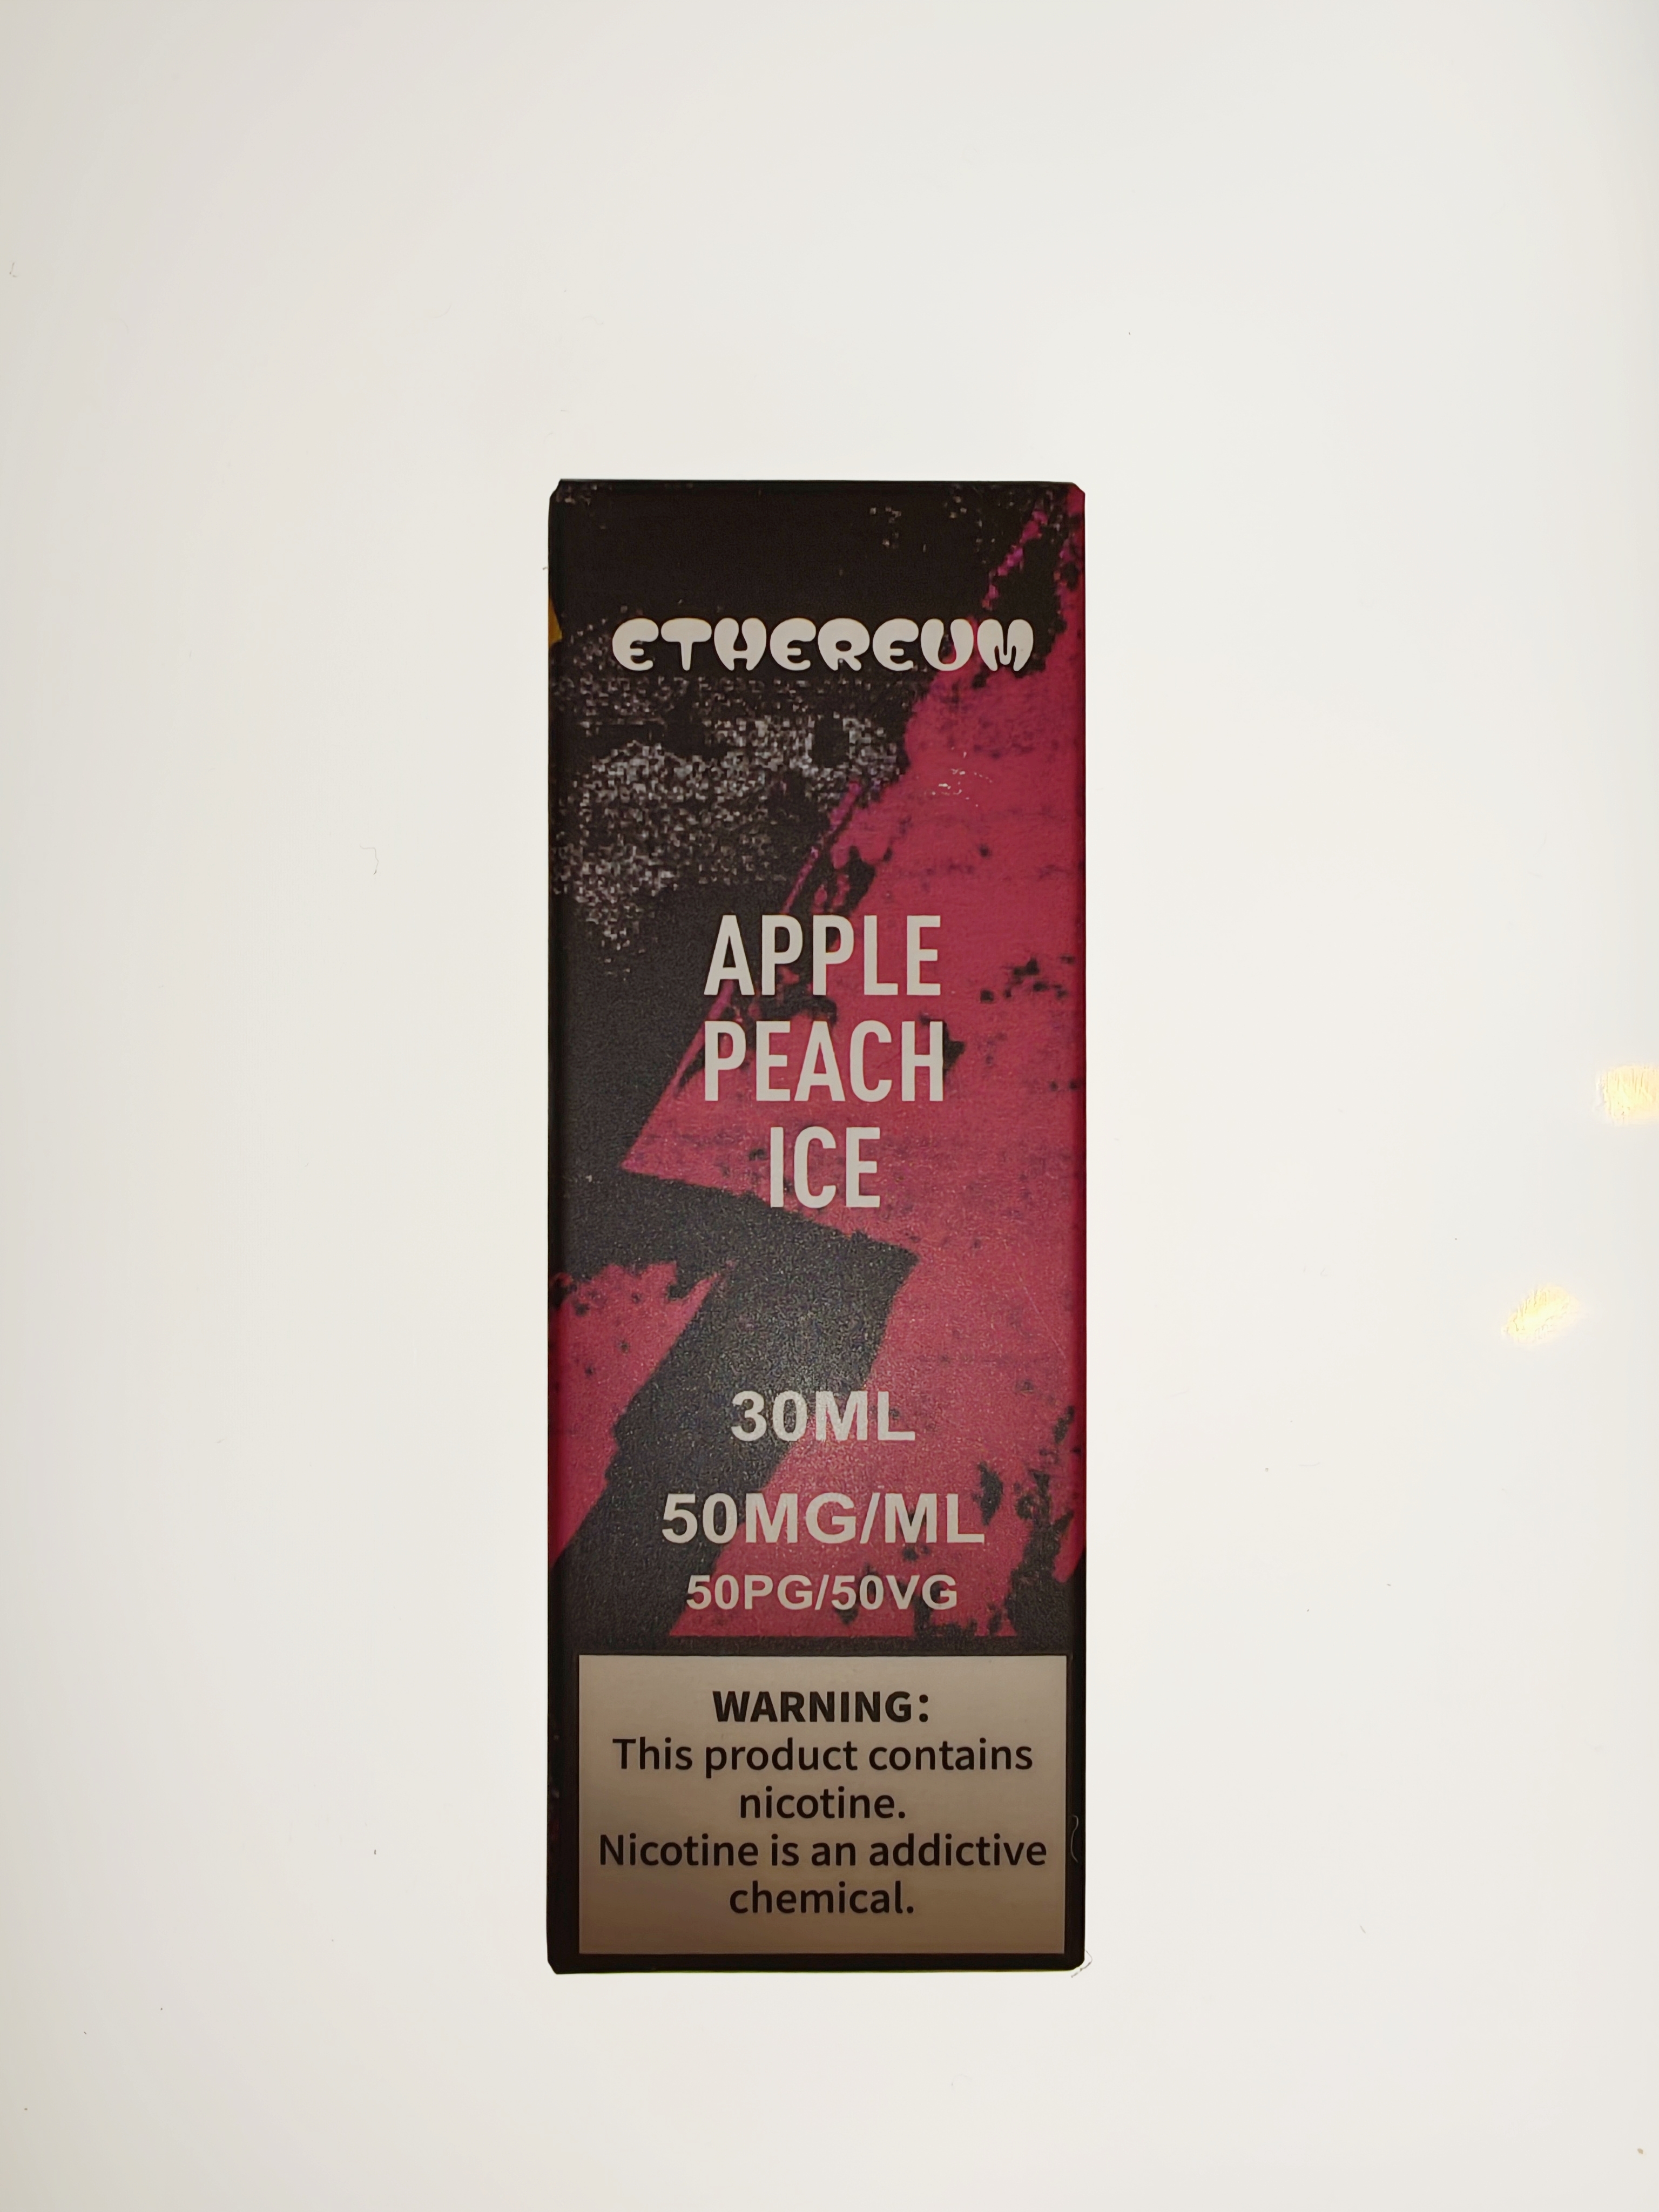 ETHEREUM
APPLE
PEACH
ICE
30ML
50MG/ML
50PG/50VG
WARNING:
This product contains
nicotine.
Nicotine is an addictive
chemical.